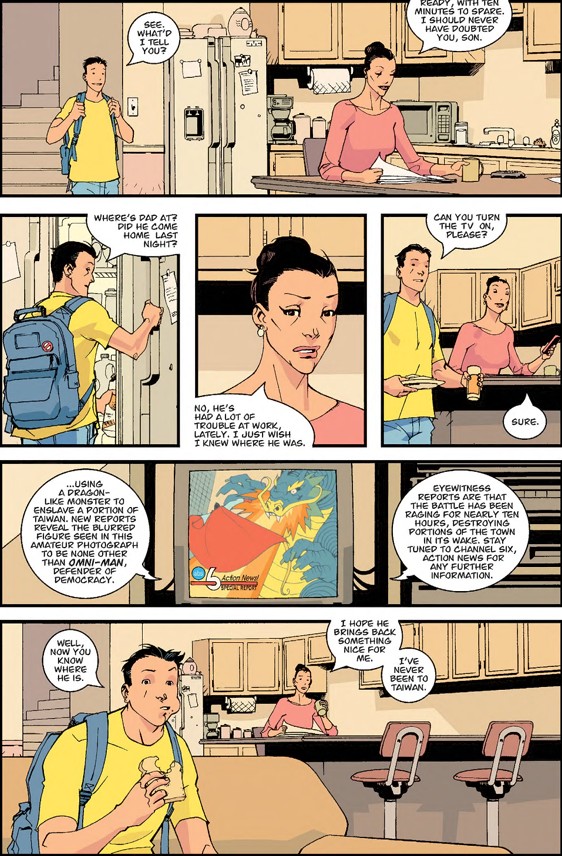 SEE.
WHAT'D
I TELL
YOU?
READY, WITH TEN
MINUTES TO SPARE.
I SHOULD NEVER
HAVE DOUBTED
YOU, SON.
WHERE'S DAD AT?
DID HE COME
HOME LAST
NIGHT?
NO, HE'S
HAD A LOT OF
TROUBLE AT WORK,
LATELY. I JUST WISH
I KNEW WHERE HE WAS.
CAN YOU TURN
THE TV ON,
PLEASE?
SURE.
...USING
A DRAGON-
LIKE MONSTER TO
ENSLAVE A PORTION OF
TAIWAN. NEW REPORTS
REVEAL THE BLURRED
FIGURE SEEN IN THIS
AMATEUR PHOTOGRAPH
TO BE NONE OTHER
THAN OMNI-MAN,
DEFENDER OF
DEMOCRACY.
6
Action News!
SPECIAL REPORT
EYEWITNESS
REPORTS ARE THAT
THE BATTLE HAS BEEN
RAGING FOR NEARLY TEN
HOURS, DESTROYING
PORTIONS OF THE TOWN
IN ITS WAKE. STAY
TUNED TO CHANNEL SIX,
ACTION NEWS FOR
ANY FURTHER
INFORMATION.
WELL,
NOW YOU
KNOW
WHERE
HE IS.
I HOPE HE
BRINGS BACK
SOMETHING
NICE FOR
ME.
I'VE
NEVER
BEEN TO
TAIWAN.